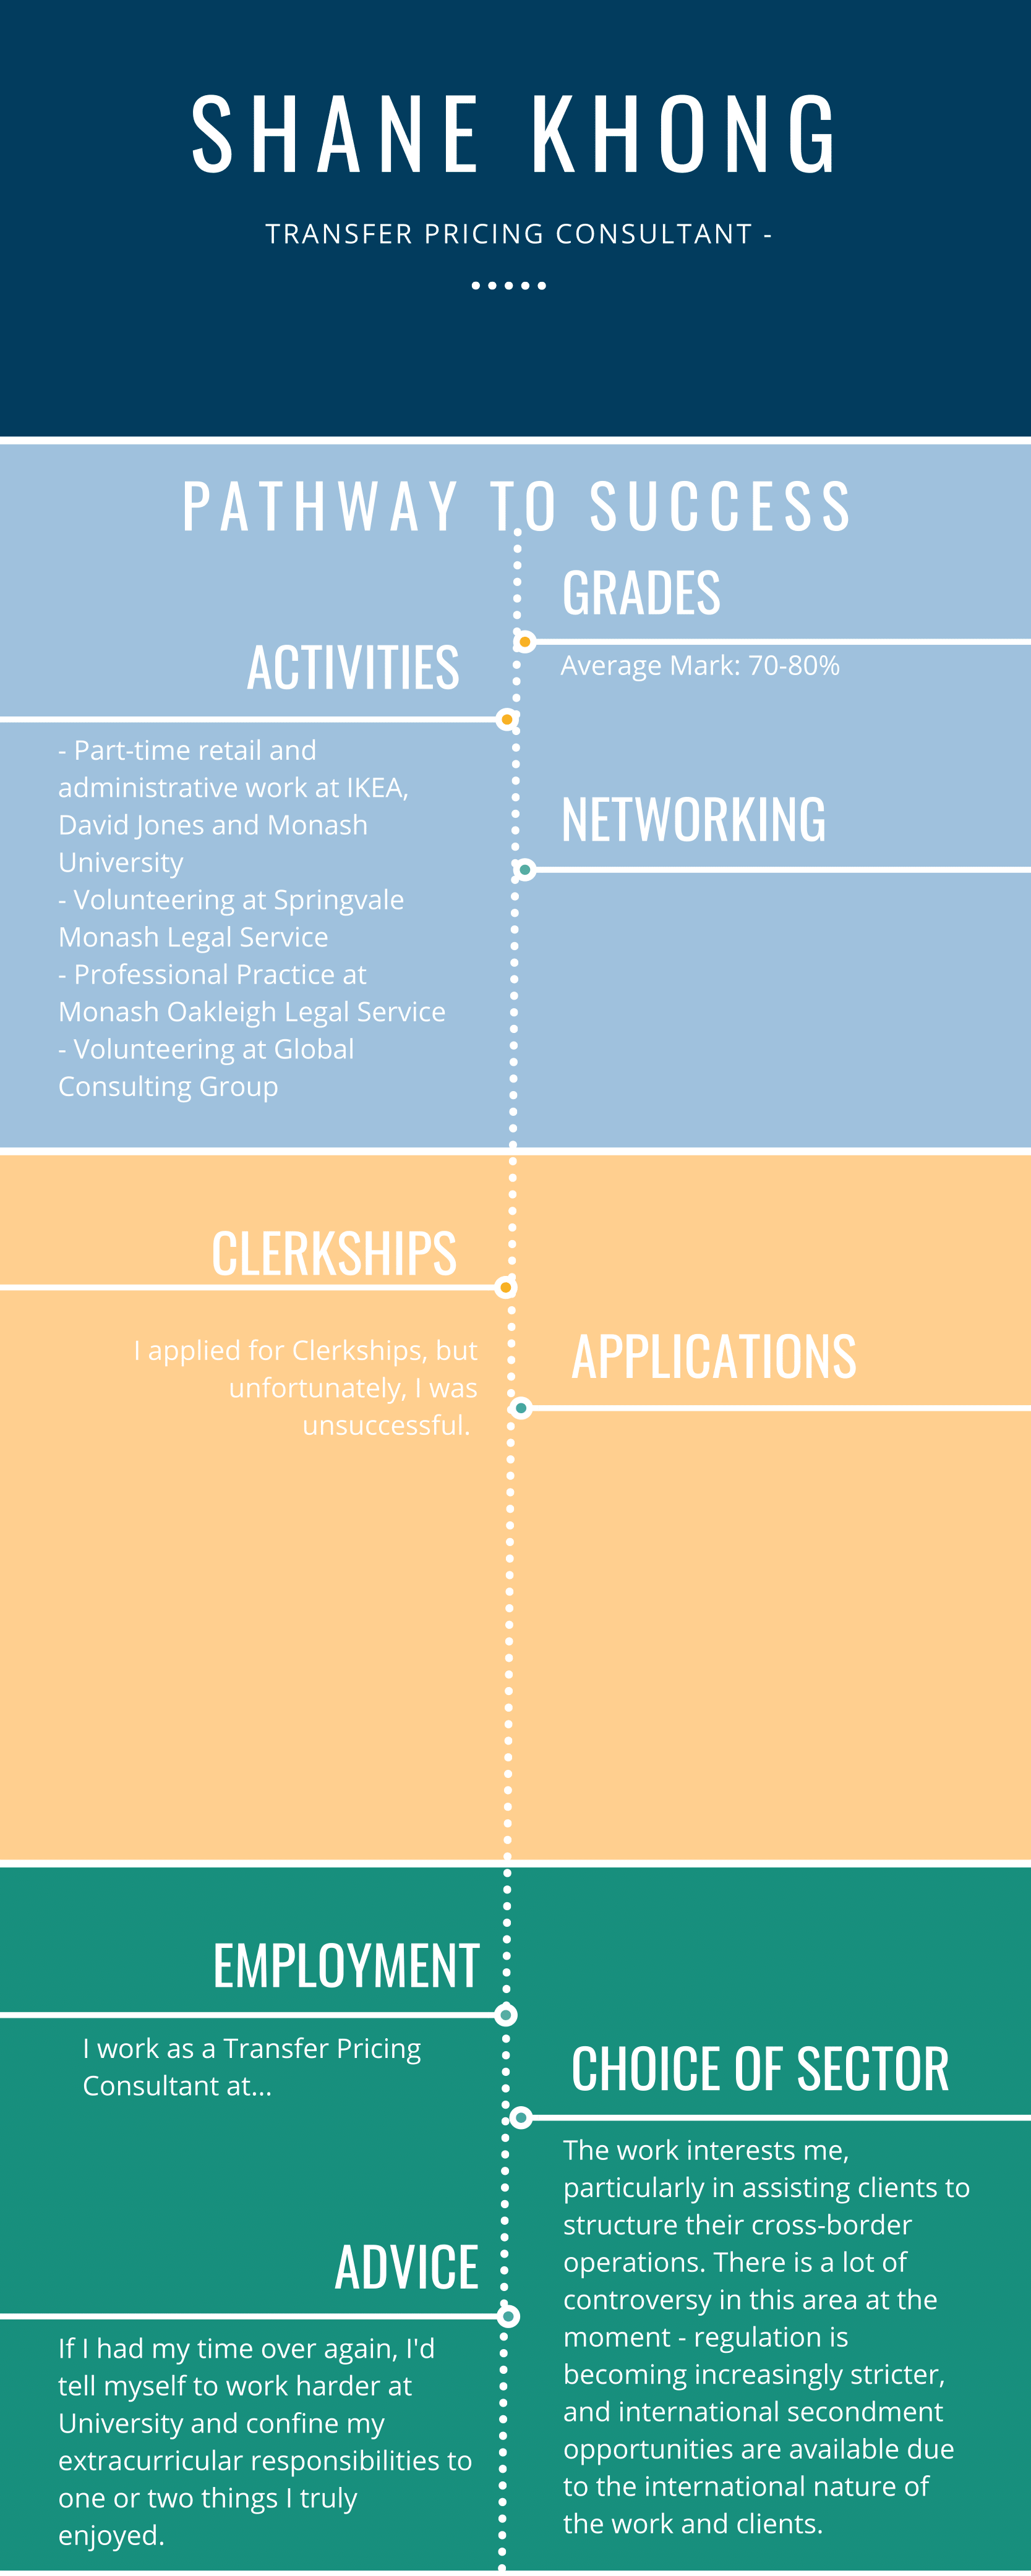 SHANE KHONG
TRANSFER PRICING CONSULTANT -
PATHWAY TO SUCCESS
GRADES
Average Mark: 70-80%
ACTIVITIES
- Part-time retail and
administrative work at IKEA,
David Jones and Monash
University
- Volunteering at Springvale
Monash Legal Service
- Professional Practice at
Monash Oakleigh Legal Service
- Volunteering at Global
Consulting Group
NETWORKING
CLERKSHIPS
I applied for Clerkships, but
unfortunately, I was
unsuccessful.
APPLICATIONS
EMPLOYMENT
I work as a Transfer Pricing
Consultant at...
CHOICE OF SECTOR
The work interests me,
particularly in assisting clients to
structure their cross-border
operations. There is a lot of
controversy in this area at the
moment - regulation is
becoming increasingly stricter,
and international secondment
opportunities are available due
to the international nature of
the work and clients.
ADVICE
If I had my time over again, I'd
tell myself to work harder at
University and confine my
extracurricular responsibilities to
one or two things I truly
enjoyed.